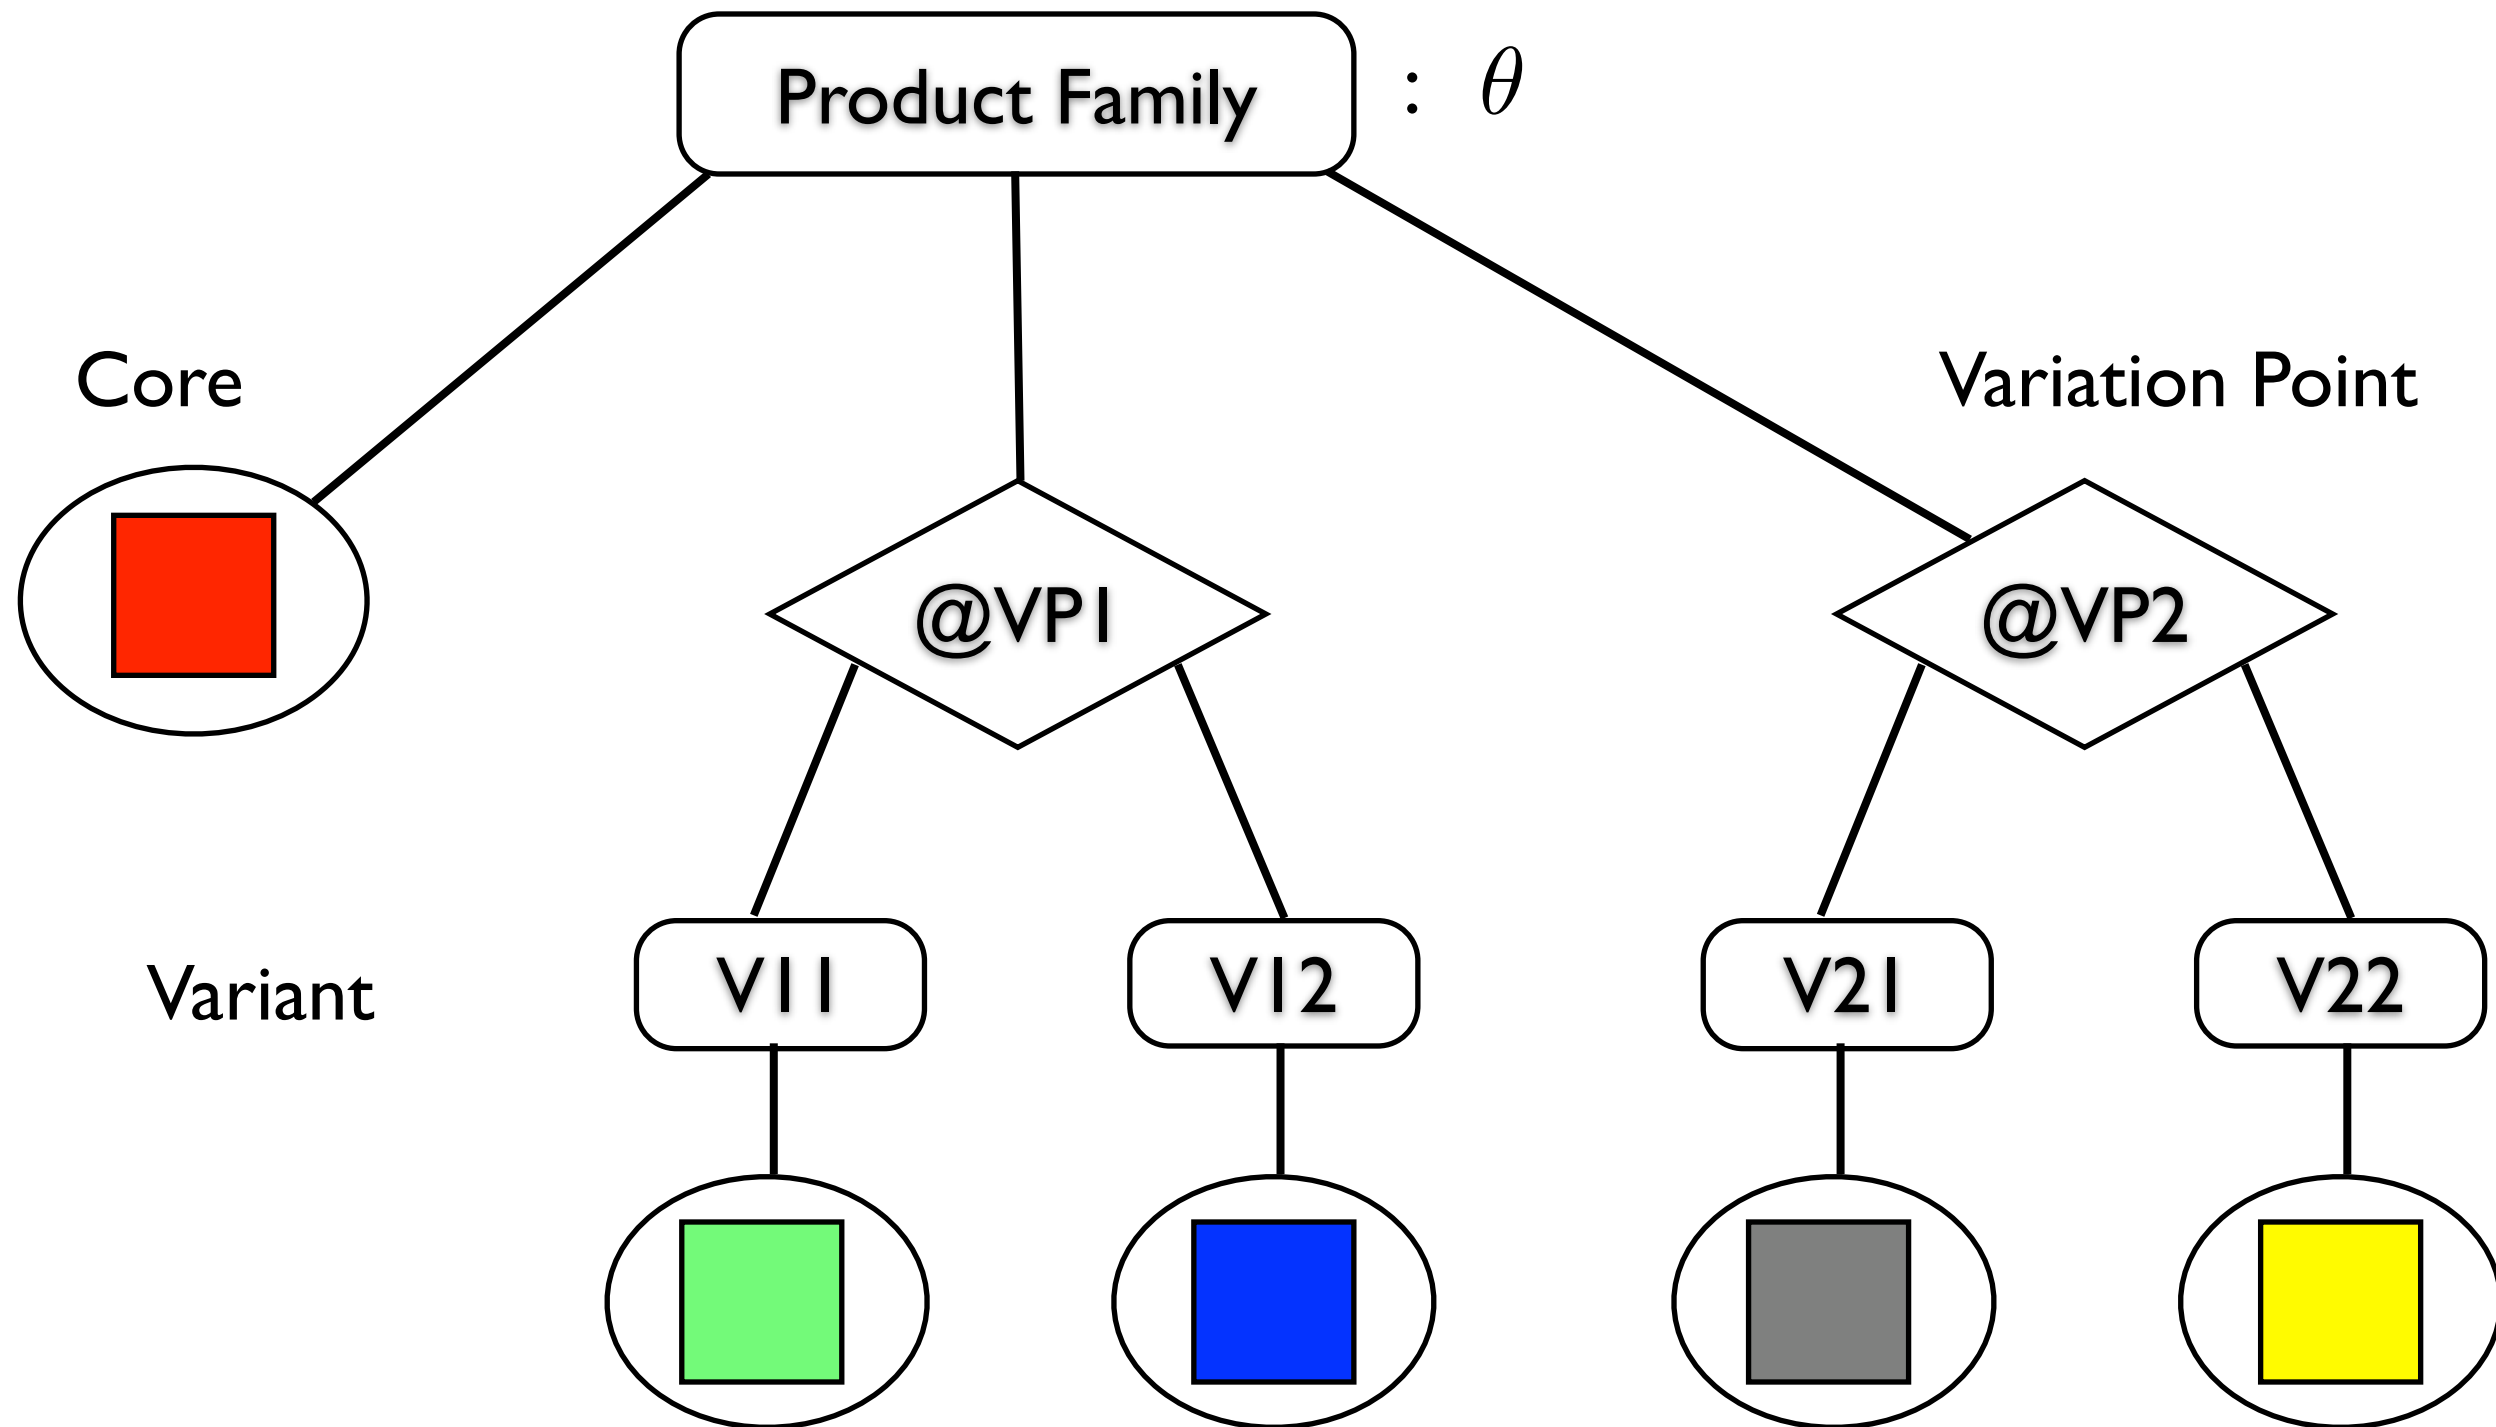 Product Family : θ
Core
Variation Point
@VP1
@VP2
Variant
V11
V12
V21
V22